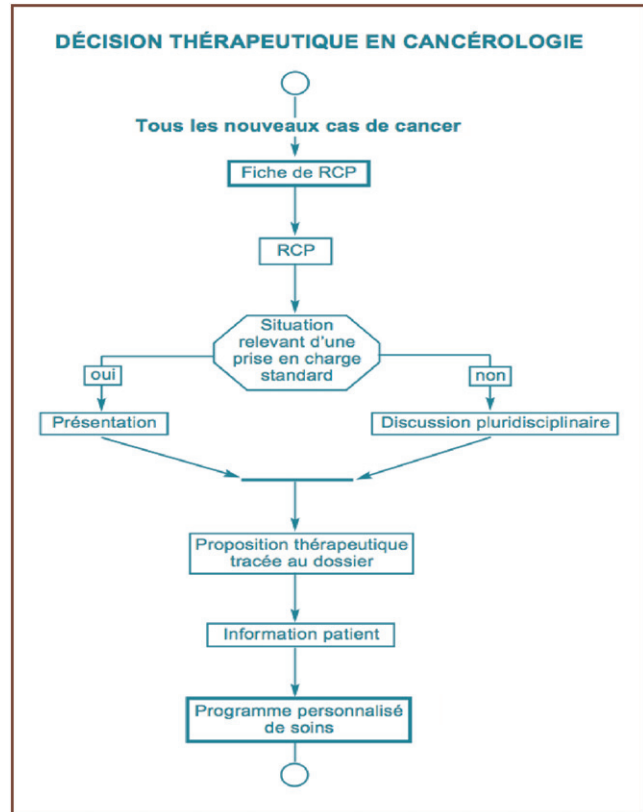 DÉCISION THÉRAPEUTIQUE EN CANCÉROLOGIE
Tous les nouveaux cas de cancer
Fiche de RCP
RCP
Situation
relevant d'une
prise en charge
standard
oui
non
Présentation
Discussion pluridisciplinaire
Proposition thérapeutique
tracée au dossier
Information patient
Programme personnalisé
de soins